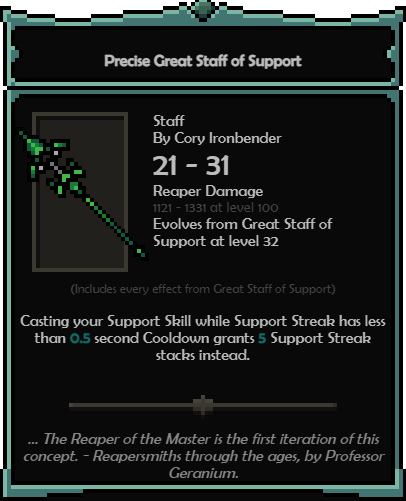 Precise Great Staff of Support
Staff
By Cory Ironbender
21 - 31
Reaper Damage
1121 - 1331 at level 100
Evolves from Great Staff of
Support at level 32
(Includes every effect from Great Staff of Support)
Casting your Support Skill while Support Streak has less
than 0.5 second Cooldown grants 5 Support Streak
stacks instead.
... The Reaper of the Master is the first iteration of this
concept. - Reapersmiths through the ages, by Professor
Geranium.